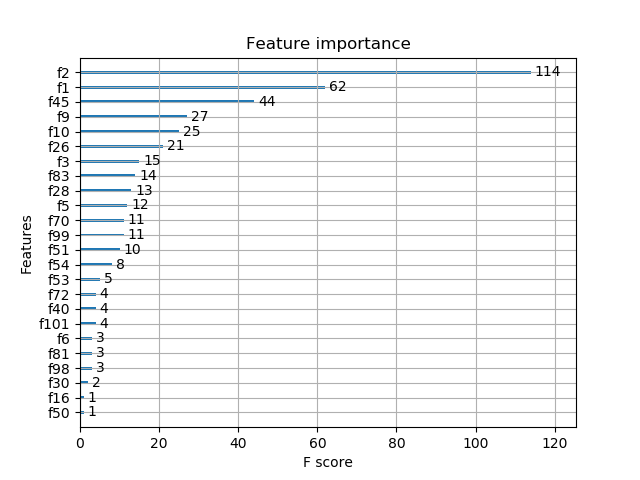 Feature importance
f2 114
f1 62
f45 44
f9 27
f10 25
f26 21
f3 15
f83 14
f28 13
f5 12
f70 11
f99 11
f51 10
f54 8
f53 5
f72 4
f40 4
f101 4
f6 3
f81 3
f98 3
f30 2
f16 1
f50 1
Features
0 20 40 60 80 100 120
F score